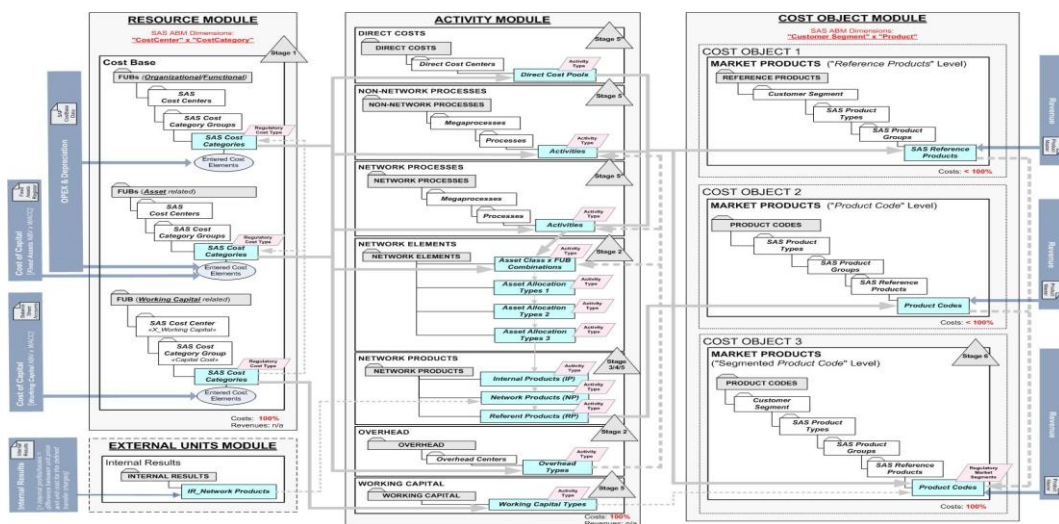 RESOURCE MODULE
SAS ABM Dimensions:
"CostCenter" x "CostCategory"
Stage 1
Cost Base
FUBs (Organizational/Functional)
SAS
Cost Centers
SAS Cost
Category Groups
Regulatory
Cost Type
SAS Cost
Categories
Entered Cost
Elements
FUBs (Asset related)
SAS
Cost Centers
SAS Cost
Category Groups
Regulatory
Cost Type
SAS Cost
Categories
Entered Cost
Elements
FUB (Working Capital related)
SAS Cost Center
«X_Working Capital»
SAS Cost
Category Group
«Capital Cost»
Regulatory
Cost Type
SAS Cost
Categories
Entered Cost
Elements
Costs: 100%
Revenues: n/a
EXTERNAL UNITS MODULE
Internal Results
INTERNAL RESULTS
IR_Network Products
OPEX & Depreciation
Cost of Capital
[Fixed Assets NBV x WACC]
Cost of Capital
[Working Capital NBV x WACC]
Internal Results
ACTIVITY MODULE
DIRECT COSTS
DIRECT COSTS
Direct Cost Centers
Direct Cost Pools
Activity
Type
Stage 5
NON-NETWORK PROCESSES
NON-NETWORK PROCESSES
Megaprocesses
Processes
Activities
Activity
Type
Stage 5
NETWORK PROCESSES
NETWORK PROCESSES
Megaprocesses
Processes
Activities
Activity
Type
NETWORK ELEMENTS
NETWORK ELEMENTS
Asset Class x FUB
Combinations
Activity
Type
Stage 2
Asset Allocation
Types 1
Asset Allocation
Types 2
Asset Allocation
Types 3
NETWORK PRODUCTS
NETWORK PRODUCTS
Internal Products (IP)
Network Products (NP)
Referent Products (RP)
Activity
Type
Stage
3/4/5
OVERHEAD
OVERHEAD
Overhead Centers
Overhead
Types
Activity
Type
Stage 2
WORKING CAPITAL
WORKING CAPITAL
Working Capital Types
Activity
Type
Stage 5
Costs: 100%
Revenues: n/a
COST OBJECT MODULE
SAS ABM Dimensions:
"Customer Segment" x "Product"
COST OBJECT 1
MARKET PRODUCTS ("Reference Products" Level)
REFERENCE PRODUCTS
Customer Segment
SAS Product
Types
SAS Product
Groups
SAS Reference
Products
Costs: < 100%
COST OBJECT 2
MARKET PRODUCTS ("Product Code" Level)
PRODUCT CODES
SAS Product
Types
SAS Product
Groups
SAS Reference
Products
Product Codes
Costs: < 100%
COST OBJECT 3
MARKET PRODUCTS
("Segmented Product Code" Level)
Stage 6
PRODUCT CODES
Customer
Segment
SAS Product
Types
SAS Product
Groups
SAS Reference
Products
Regulatory
Market
Segments
Product Codes
Costs: 100%
Revenue
Revenue
Revenue